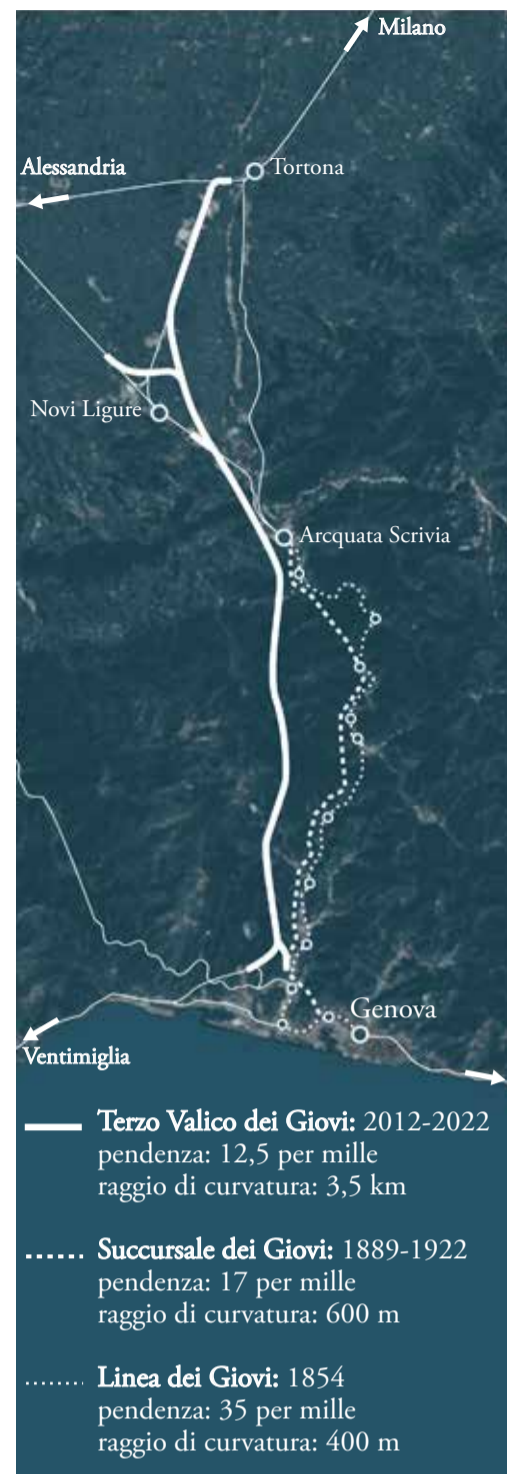 Milano
Alessandria
Tortona
Novi Ligure
Arcquata Scrivia
Genova
Ventimiglia
Terzo Valico dei Giovi: 2012-2022
pendenza: 12,5 per mille
raggio di curvatura: 3,5 km
Succursale dei Giovi: 1889-1922
pendenza: 17 per mille
raggio di curvatura: 600 m
Linea dei Giovi: 1854
pendenza: 35 per mille
raggio di curvatura: 400 m